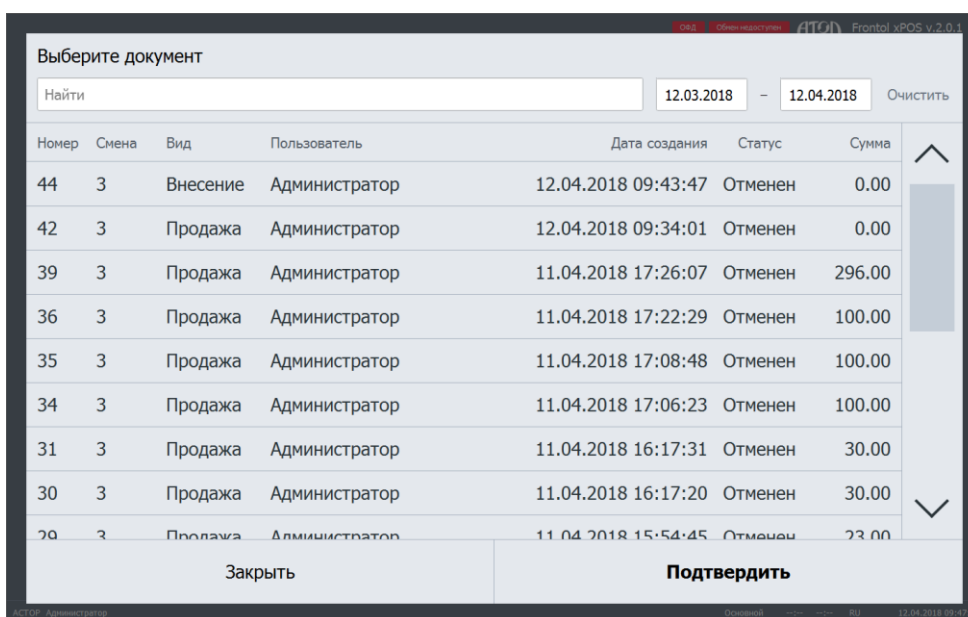 ОФД Обмен недоступен АТОЛ Frontol xPOS v.2.0.1
Выберите документ
Найти 12.03.2018 – 12.04.2018 Очистить
Номер Смена Вид Пользователь Дата создания Статус Сумма
44 3 Внесение Администратор 12.04.2018 09:43:47 Отменен 0.00
42 3 Продажа Администратор 12.04.2018 09:34:01 Отменен 0.00
39 3 Продажа Администратор 11.04.2018 17:26:07 Отменен 296.00
36 3 Продажа Администратор 11.04.2018 17:22:29 Отменен 100.00
35 3 Продажа Администратор 11.04.2018 17:08:48 Отменен 100.00
34 3 Продажа Администратор 11.04.2018 17:06:23 Отменен 100.00
31 3 Продажа Администратор 11.04.2018 16:17:31 Отменен 30.00
30 3 Продажа Администратор 11.04.2018 16:17:20 Отменен 30.00
29 3 Продажа Администратор 11.04.2018 15:54:45 Отменен 23.00
Закрыть Подтвердить
АСТОР Администратор Основной --:-- --:-- RU 12.04.2018 09:47